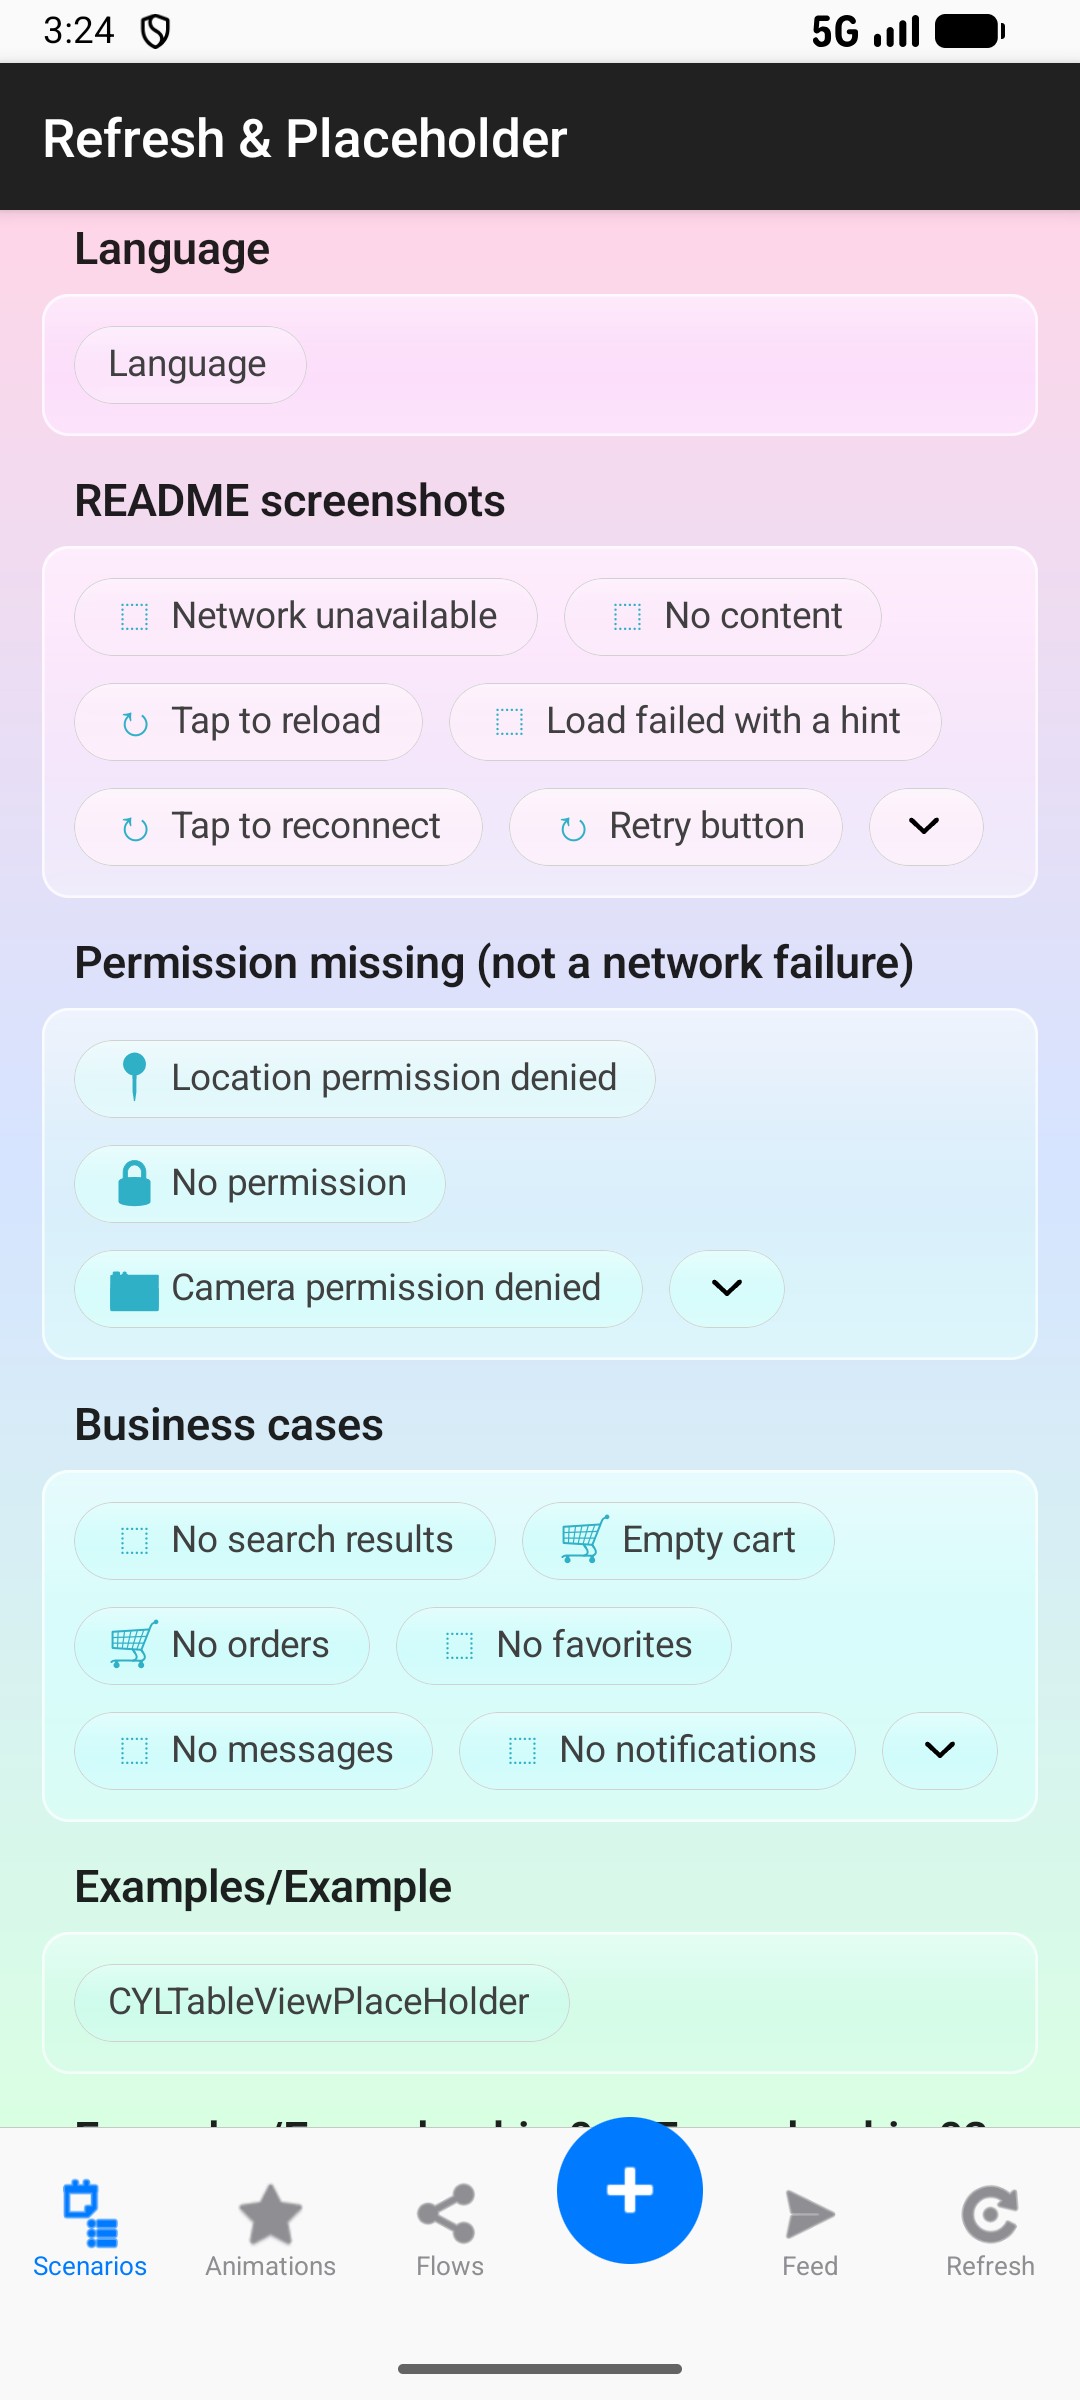 3:24
5G
Refresh & Placeholder
Language
Language
README screenshots
Network unavailable
No content
Tap to reload
Load failed with a hint
Tap to reconnect
Retry button
Permission missing (not a network failure)
Location permission denied
No permission
Camera permission denied
Business cases
No search results
Empty cart
No orders
No favorites
No messages
No notifications
Examples/Example
CYLTableViewPlaceHolder
Scenarios
Animations
Flows
Feed
Refresh